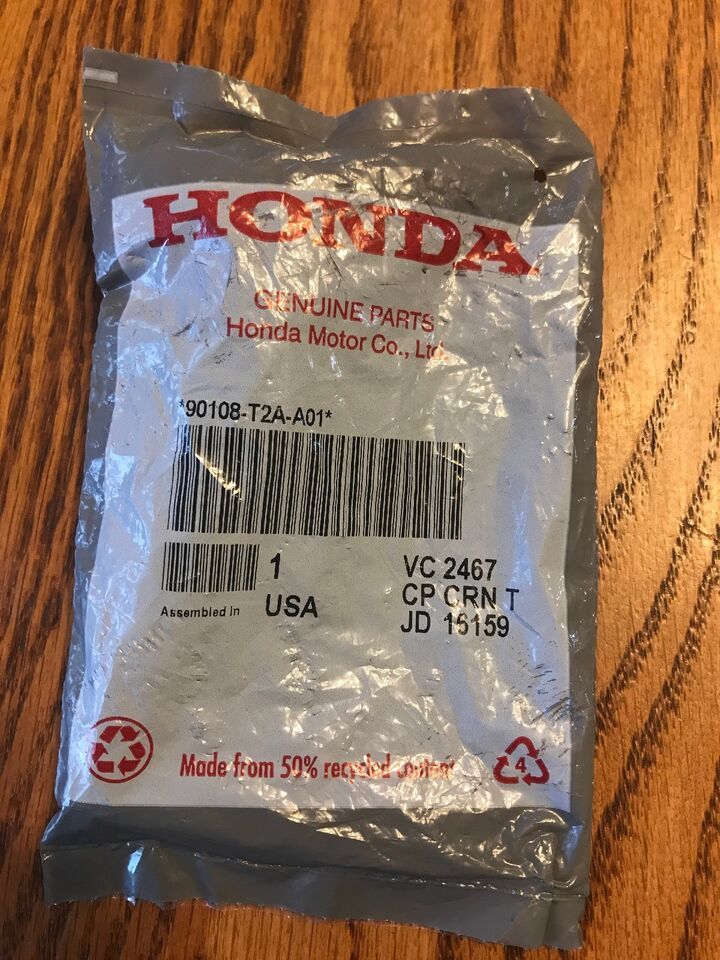 HONDA
GENUINE PARTS
Honda Motor Co., Ltd.
*90108-T2A-A01*
1 VC 2467
CP CRN T
Assembled in USA
JD 16159
Made from 50% recycled content
4